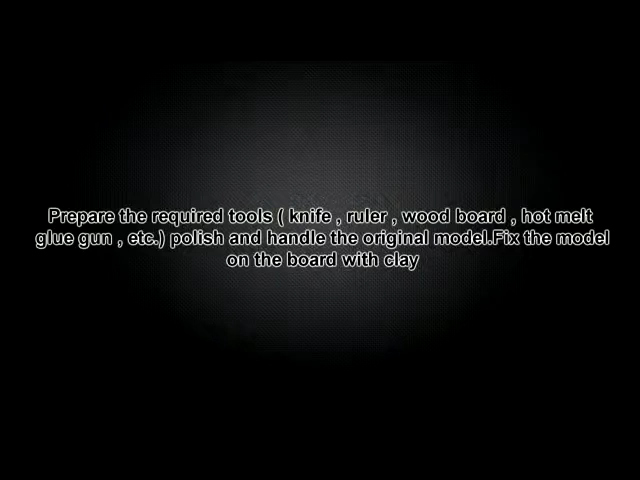 Prepare the required tools ( knife , ruler , wood board , hot melt
glue gun , etc.) polish and handle the original model.Fix the model
on the board with clay